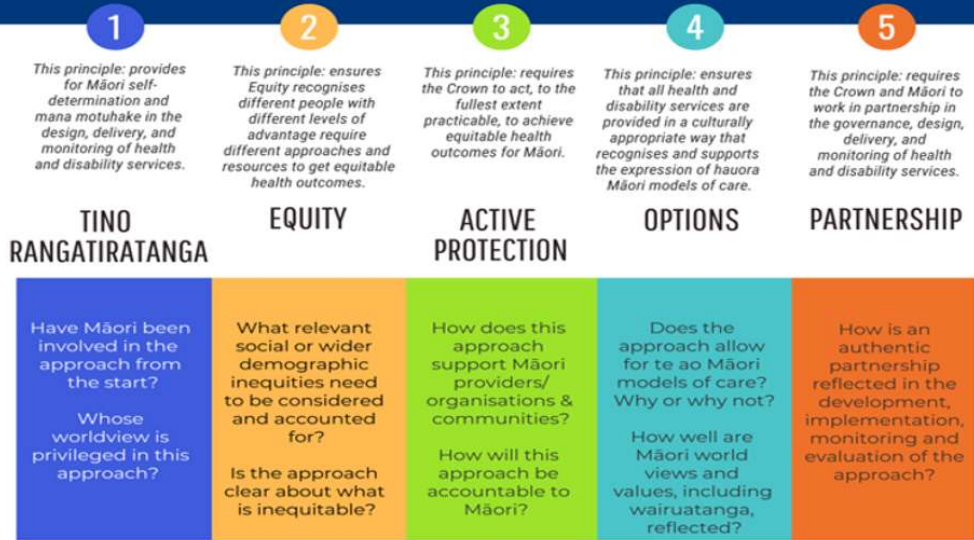 1
This principle: provides
for Māori self-
determination and
mana motuhake in the
design, delivery, and
monitoring of health
and disability services.
TINO
RANGATIRATANGA
Have Māori been
involved in the
approach from
the start?
Whose
worldview is
privileged in this
approach?
2
This principle: ensures
Equity recognises
different people with
different levels of
advantage require
different approaches and
resources to get equitable
health outcomes.
EQUITY
What relevant
social or wider
demographic
inequities need
to be considered
and accounted
for?
Is the approach
clear about what
is inequitable?
3
This principle: requires
the Crown to act, to the
fullest extent
practicable, to achieve
equitable health
outcomes for Māori.
ACTIVE
PROTECTION
How does this
approach
support Māori
providers/
organisations &
communities?
How will this
approach be
accountable to
Māori?
4
This principle: ensures
that all health and
disability services are
provided in a culturally
appropriate way that
recognises and supports
the expression of hauora
Māori models of care.
OPTIONS
Does the
approach allow
for te ao Māori
models of care?
Why or why not?
How well are
Māori world
views and
values, including
wairuatanga,
reflected?
5
This principle: requires
the Crown and Māori to
work in partnership in
the governance, design,
delivery, and
monitoring of health
and disability services.
PARTNERSHIP
How is an
authentic
partnership
reflected in the
development,
implementation,
monitoring and
evaluation of the
approach?